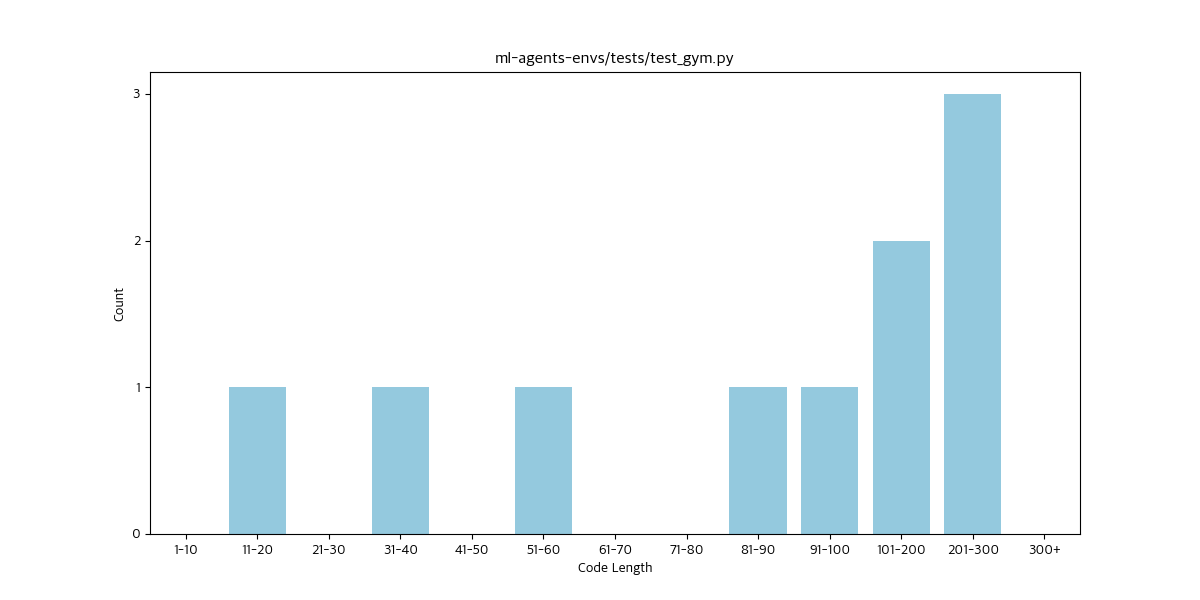 ml-agents-envs/tests/test_gym.py
Count
3
2
1
0
1-10 11-20 21-30 31-40 41-50 51-60 61-70 71-80 81-90 91-100 101-200 201-300 300+
Code Length